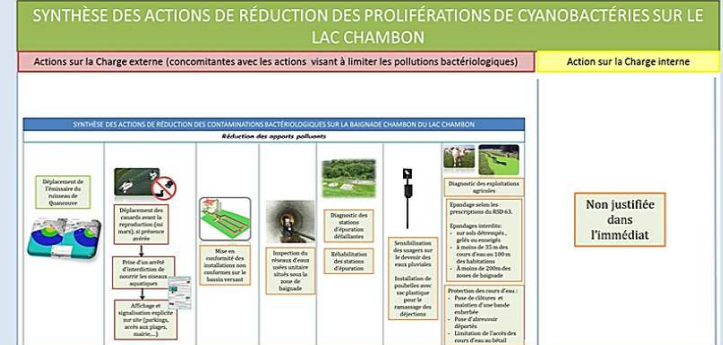 SYNTHÈSE DES ACTIONS DE RÉDUCTION DES PROLIFÉRATIONS DE CYANOBACTÉRIES SUR LE
LAC CHAMBON
Actions sur la Charge externe (concomitantes avec les actions visant à limiter les pollutions bactériologiques)
Action sur la Charge interne
SYNTHÈSE DES ACTIONS DE RÉDUCTION DES CONTAMINATIONS BACTÉRIOLOGIQUES SUR LA BAIGNADE CHAMBON DU LAC CHAMBON
Réduction des apports polluants
Déplacement de
l'émissaire du
ruisseau de
Déplacement des
canards avant la
reproduction (mi
mars), si présence
avérée
Prise d'un arrêté
d'interdiction de
nourrir les oiseaux
aquatiques
Affichage et
signalisation explicite
sur site (parkings,
accès aux plages,
mairie,...)
Mise en
conformité des
installations non
conformes sur le
bassin versant
Inspection du
réseaux d'eaux
usées unitaire
situés sous la
zone de
baignade
Diagnostic des
stations
d'épuration
défaillantes
Réhabilitation
des stations
d'épuration
Sensibilisation
des usagers sur
le devenir des
eaux pluviales
Installation de
poubelles avec
sac plastique
pour le
ramassage des
déjections
Diagnostic des exploitations
agricoles
Epandage selon les
prescriptions du RSD 63.
Epandages interdits:
- sur sols détrempés,
gelés ou enneigés
- à moins de 35 m des
cours d'eau ou 100 m
des habitations
- À moins de 200m des
zones de baignade
Protection des cours d'eau :
- Pose de clôtures et
maintien d'une bande
enherbée
- Pose d'abreuvoir
déportés
- Limitation de l'accès des
cours d'eau au bétail
Non justifiée
dans
l'immédiat